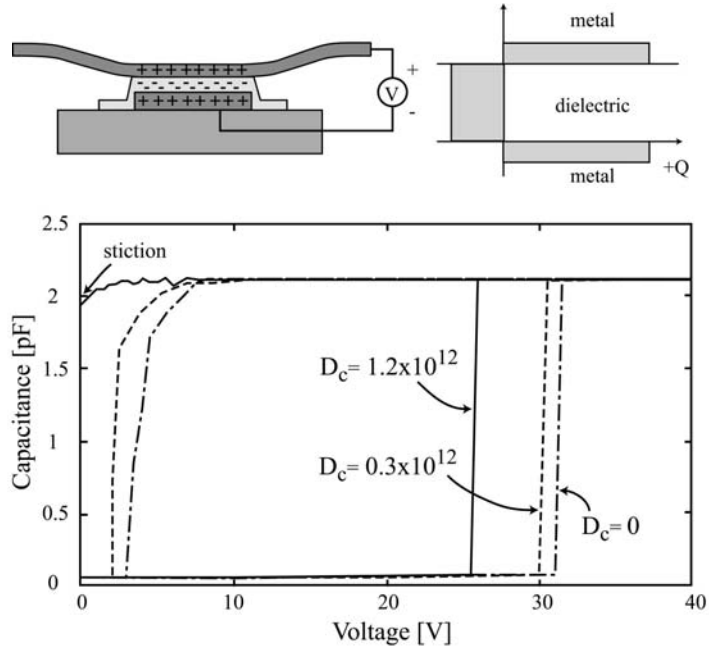 + + + + + + + + +
- - - - - - -
- - - - - - -
+ + + + + + + + +
+
V
-
metal
dielectric
metal
+Q
2.5
2
1.5
1
0.5
0
Capacitance [pF]
stiction
D_c= 1.2x10^12
D_c= 0.3x10^12
D_c= 0
0 10 20 30 40
Voltage [V]